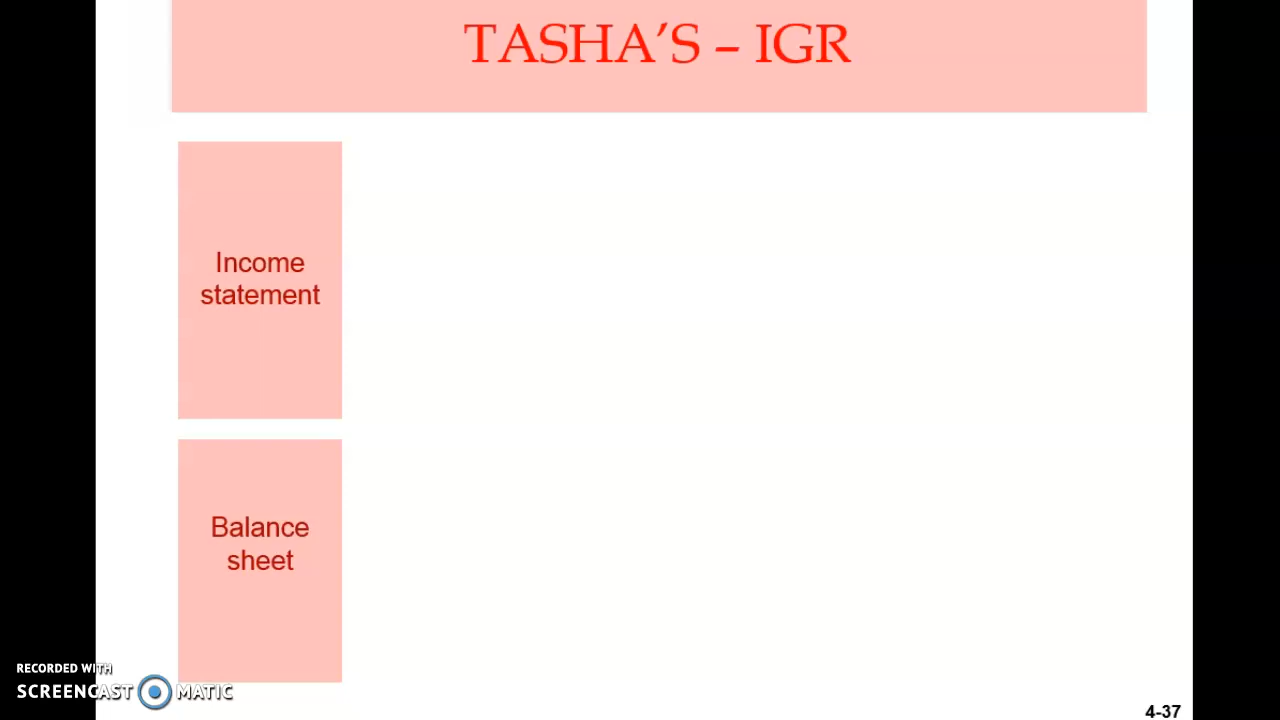 TASHA'S – IGR
Income
statement
Balance
sheet
RECORDED WITH
SCREENCAST MATIC
4-37